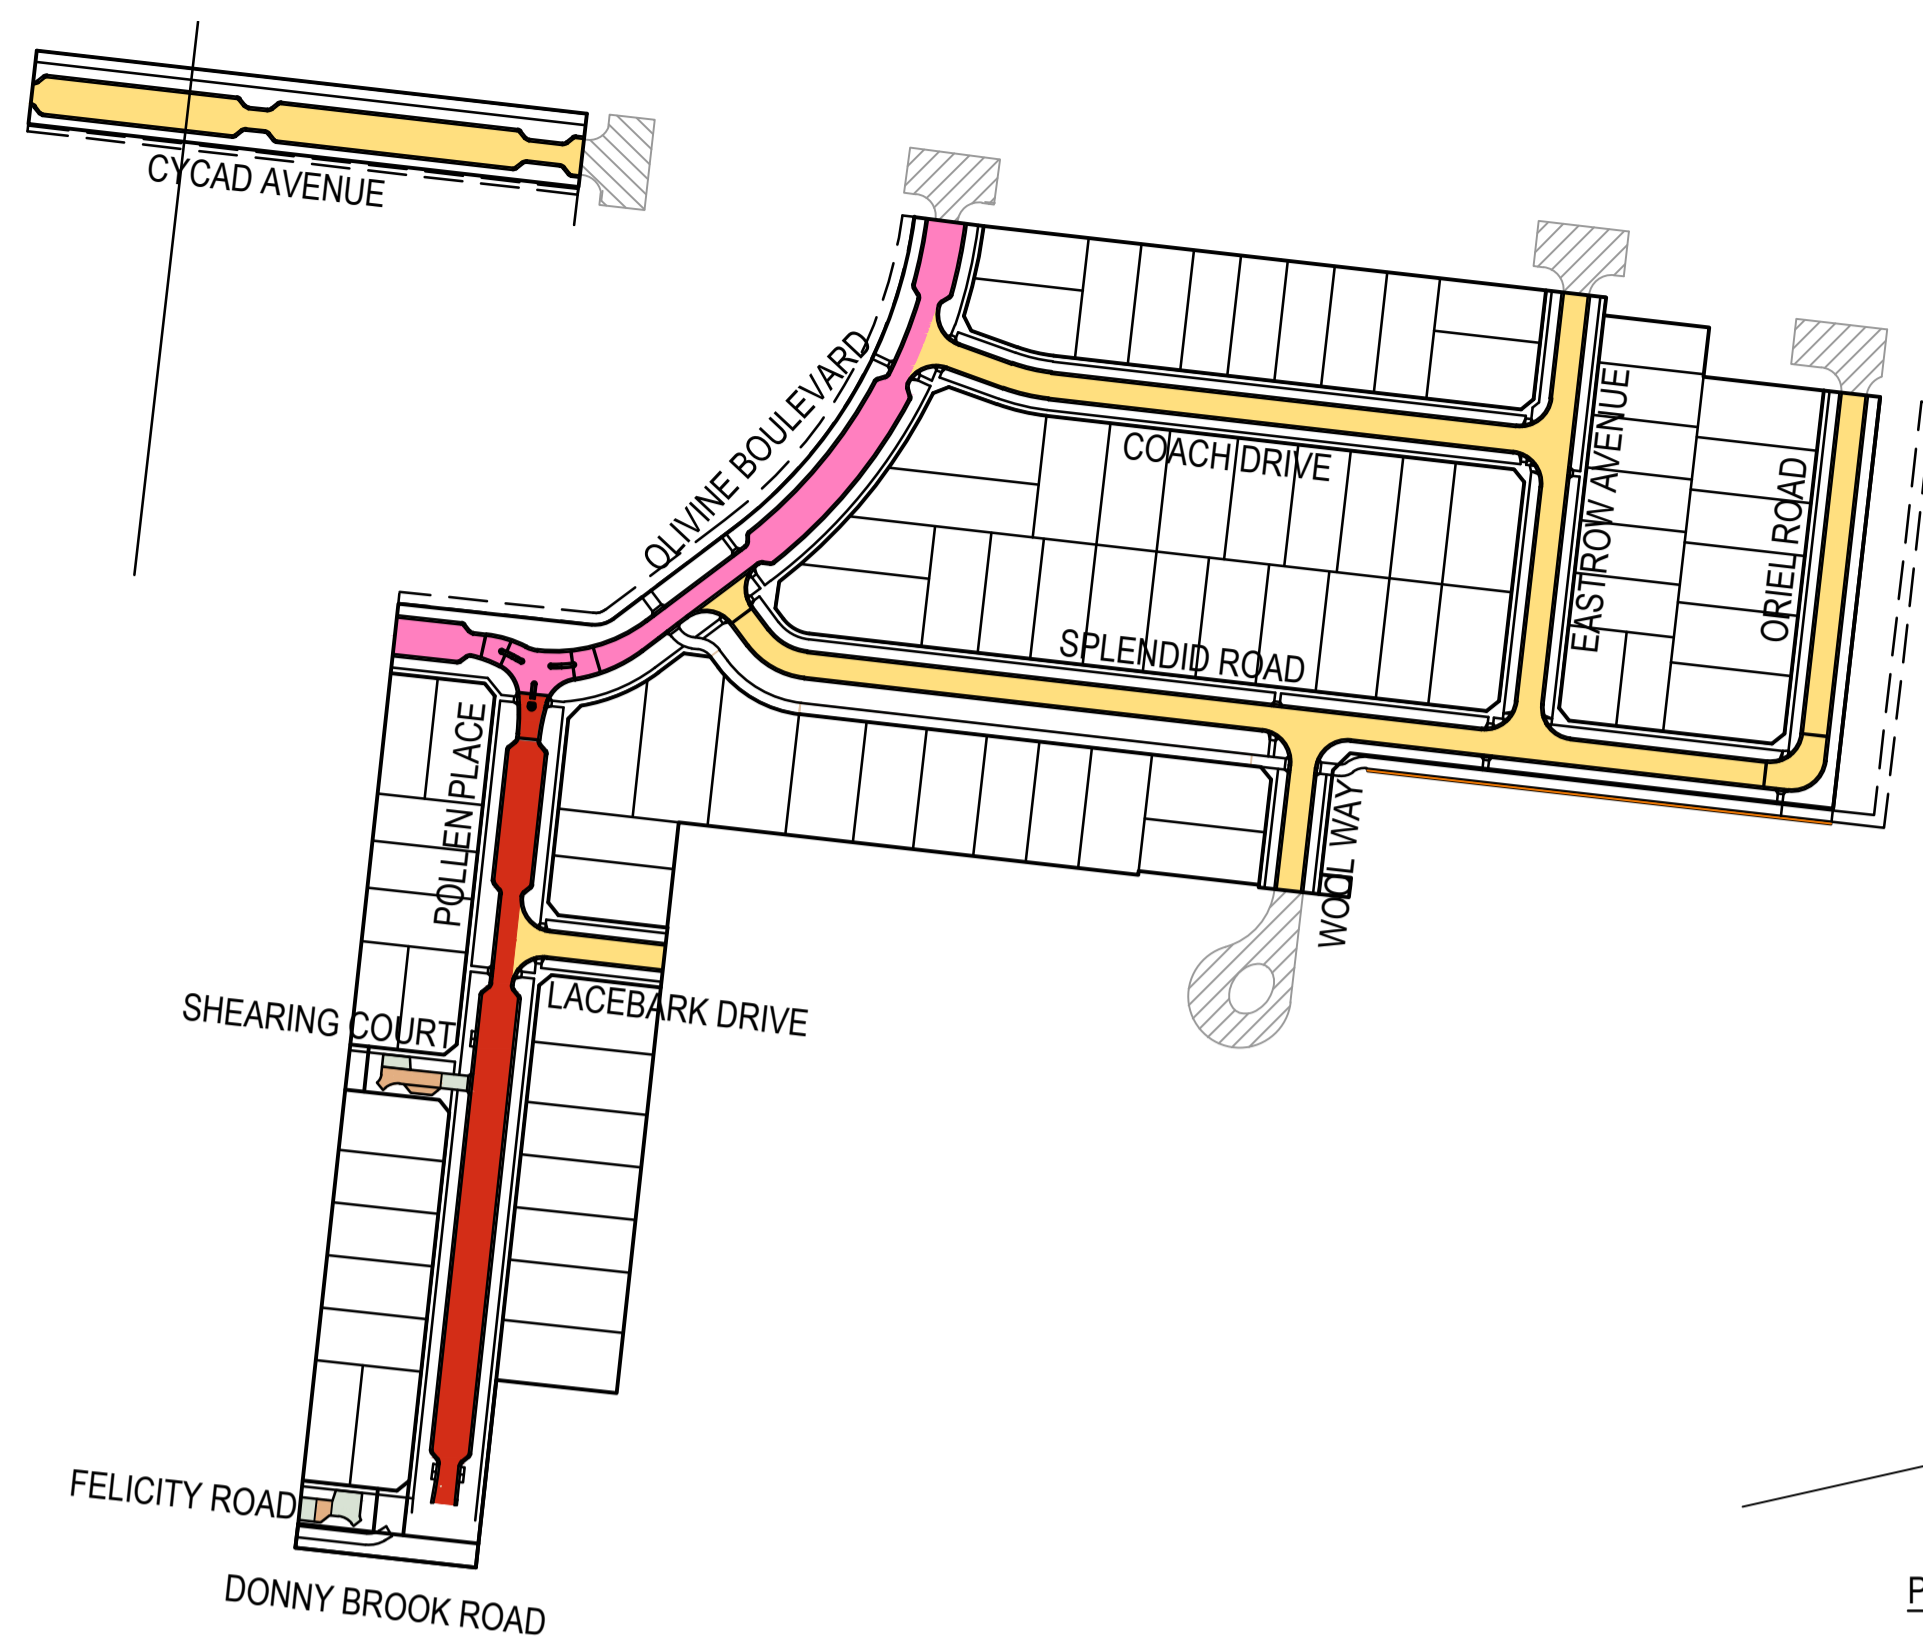 CYCAD AVENUE
OLIVINE BOULEVARD
COACH DRIVE
EASTROW AVENUE
ORIEL ROAD
SPLENDID ROAD
POLLEN PLACE
WOOL WAY
SHEARING COURT
LACEBARK DRIVE
FELICITY ROAD
DONNY BROOK ROAD
P